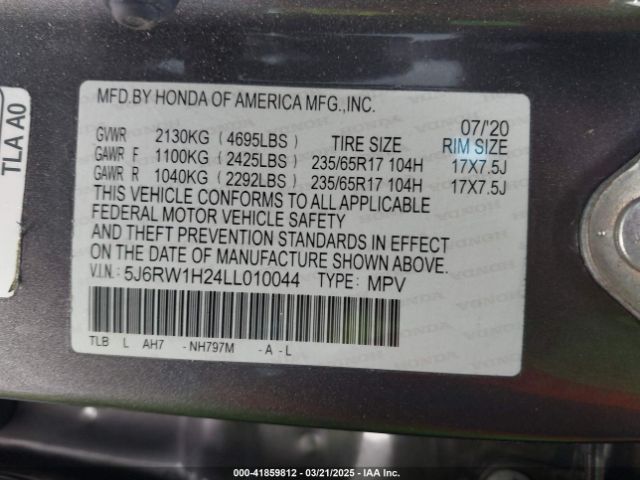 TLA A0
MFD.BY HONDA OF AMERICA MFG.,INC.
07/'20
GVWR 2130KG (4695LBS) TIRE SIZE RIM SIZE
GAWR F 1100KG (2425LBS) 235/65R17 104H 17X7.5J
GAWR R 1040KG (2292LBS) 235/65R17 104H 17X7.5J
THIS VEHICLE CONFORMS TO ALL APPLICABLE
FEDERAL MOTOR VEHICLE SAFETY
AND THEFT PREVENTION STANDARDS IN EFFECT
ON THE DATE OF MANUFACTURE SHOWN ABOVE.
V.I.N.: 5J6RW1H24LL010044 TYPE: MPV
TLB L AH7 -NH797M -A-L
000-41859812 — 03/21/2025 — IAA Inc.